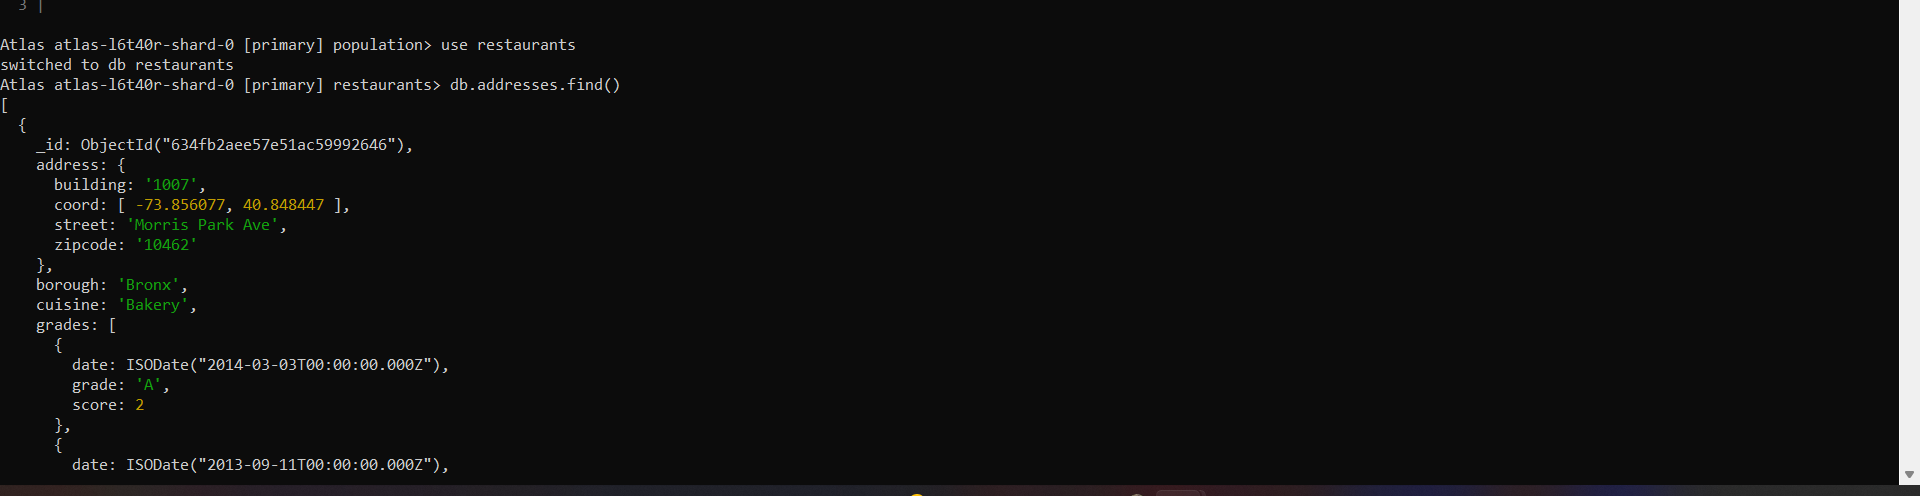 3 |
Atlas atlas-l6t40r-shard-0 [primary] population> use restaurants
switched to db restaurants
Atlas atlas-l6t40r-shard-0 [primary] restaurants> db.addresses.find()
[
  {
    _id: ObjectId("634fb2aee57e51ac59992646"),
    address: {
      building: '1007',
      coord: [ -73.856077, 40.848447 ],
      street: 'Morris Park Ave',
      zipcode: '10462'
    },
    borough: 'Bronx',
    cuisine: 'Bakery',
    grades: [
      {
        date: ISODate("2014-03-03T00:00:00.000Z"),
        grade: 'A',
        score: 2
      },
      {
        date: ISODate("2013-09-11T00:00:00.000Z"),